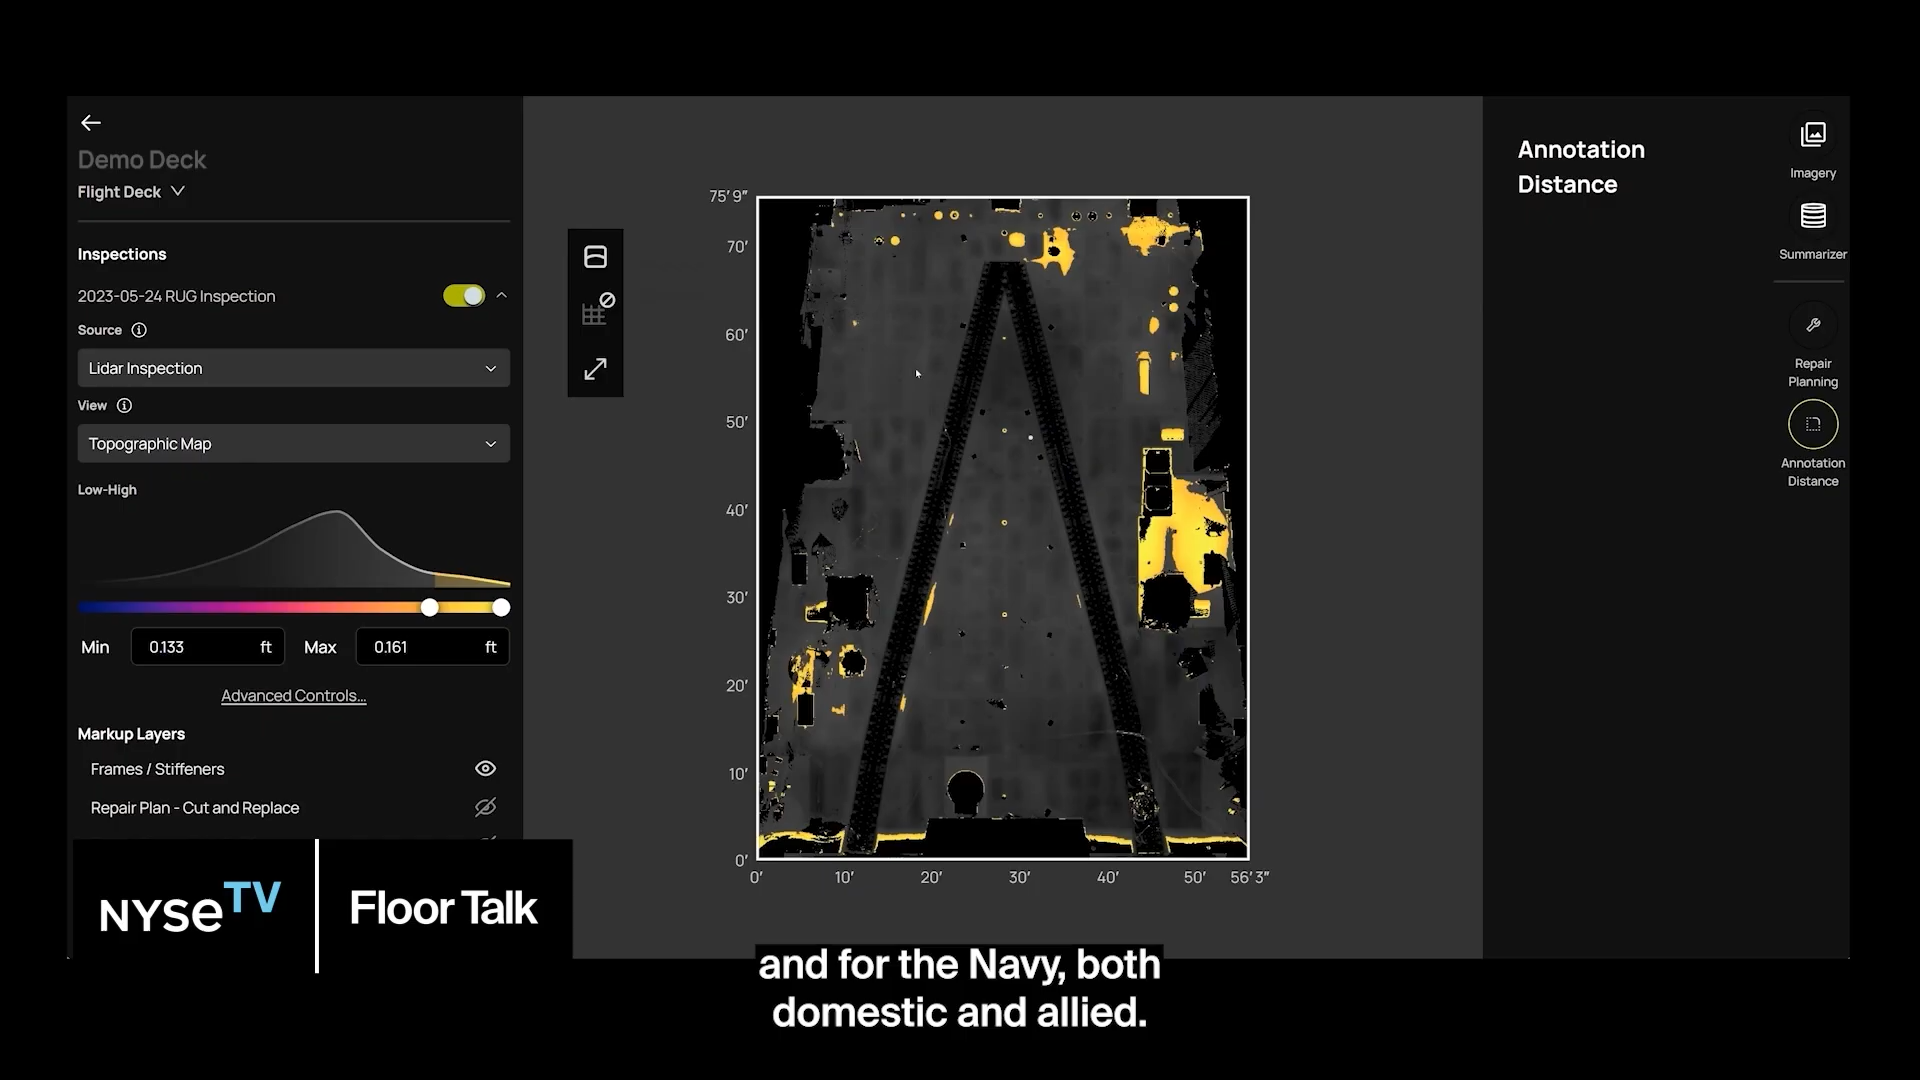 Demo Deck
Flight Deck
Inspections
2023-05-24 RUG Inspection
Source
Lidar Inspection
View
Topographic Map
Low-High
Min 0.133 ft Max 0.161 ft
Advanced Controls...
Markup Layers
Frames / Stiffeners
Repair Plan - Cut and Replace
75' 9"
70'
60'
50'
40'
30'
20'
10'
0'
0' 10' 20' 30' 40' 50' 56' 3"
Annotation
Distance
Imagery
Summarizer
Repair
Planning
Annotation
Distance
NYSE TV
Floor Talk
and for the Navy, both
domestic and allied.